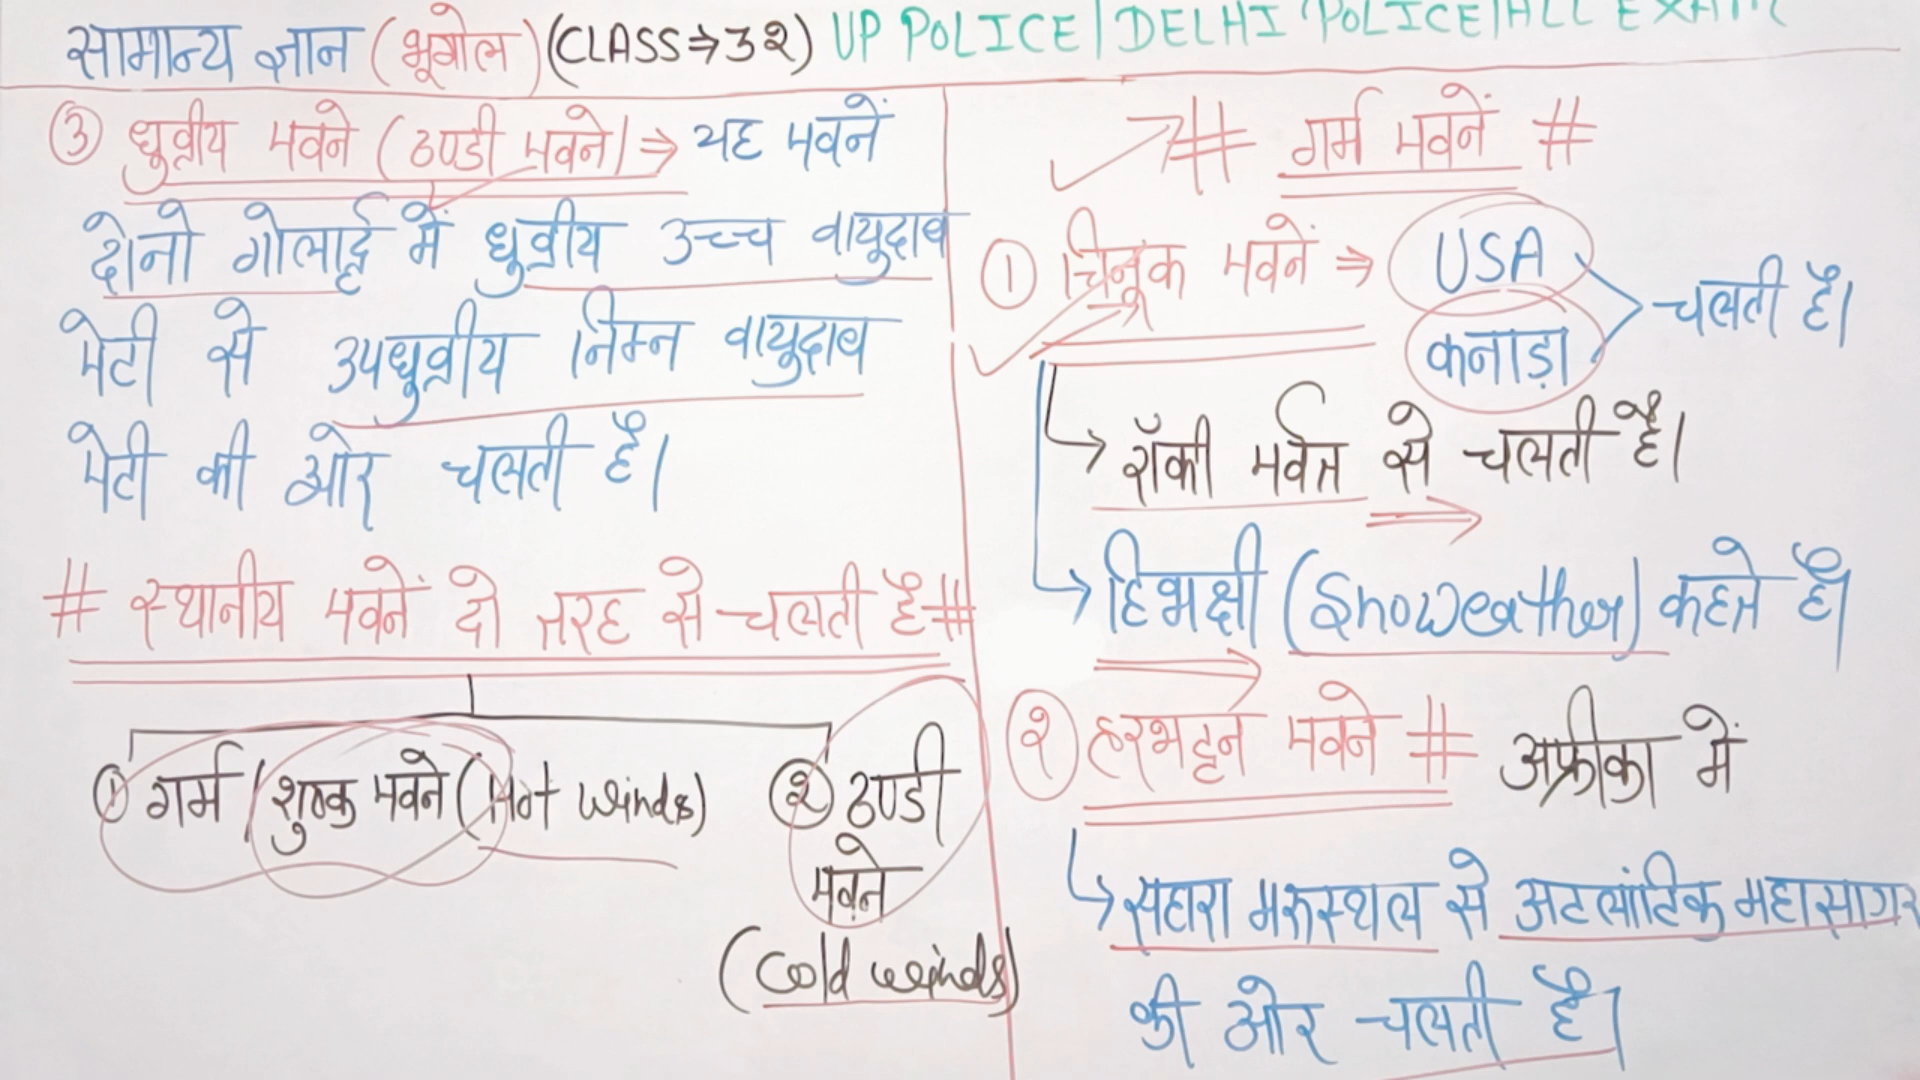 सामान्य ज्ञान (भूगोल) (CLASS⇒32) UP POLICE|DELHI POLICE|ALL EXAM
③ ध्रुवीय पवने (ठण्डी पवने) ⇒ यह पवनें
दोनो गोलार्द्ध में ध्रुवीय उच्च वायुदाब
पेटी से उपध्रुवीय निम्न वायुदाब
पेटी की ओर चलती है।
# स्थानीय पवनें दो तरह से चलती है #
① गर्म/शुष्क पवने (Hot winds)
② ठण्डी
पवने
(cold winds)
# गर्म पवनें #
① चिनूक पवनें ⇒ USA
कनाड़ा
चलती है।
रॉकी पर्वत से चलती है।
हिमभक्षी (Snoweather) कहते है।
२ हरमट्टन पवने # अफ्रीका में
सहारा मरुस्थल से अटलांटिक महासागर
की ओर चलती है।